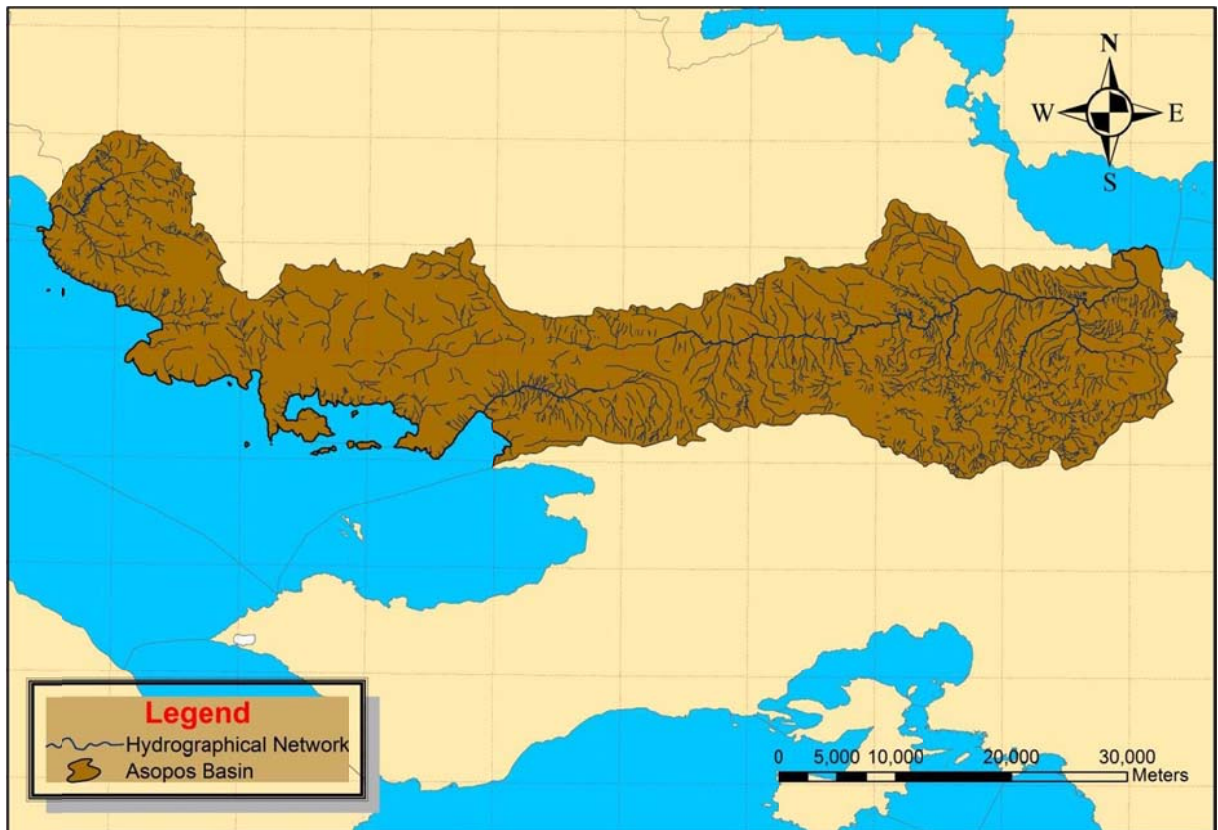 N
W E
S
Legend
Hydrographical Network
Asopos Basin
0 5,000 10,000 20,000 30,000
Meters